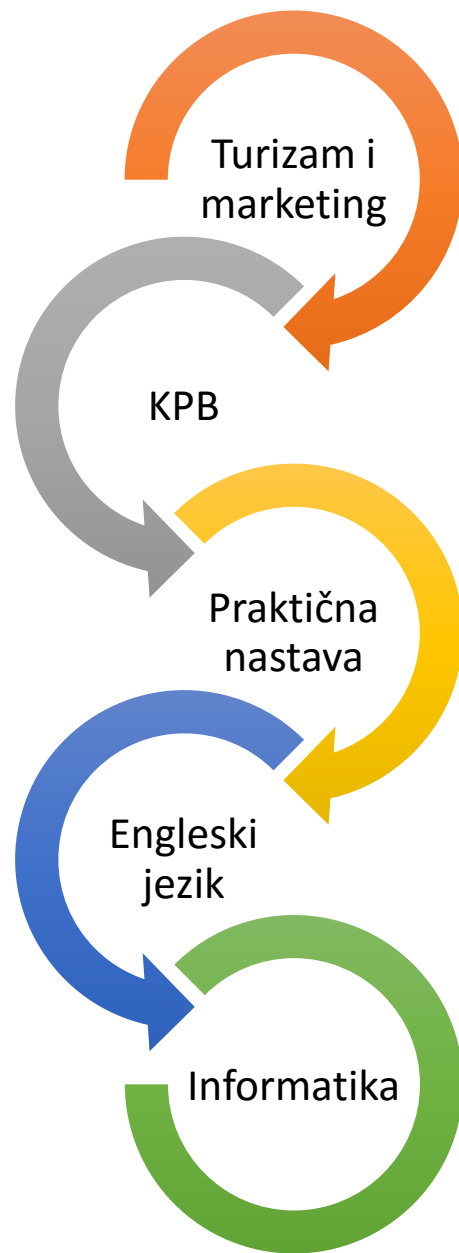 Turizam i
marketing
KPB
Praktična
nastava
Engleski
jezik
Informatika